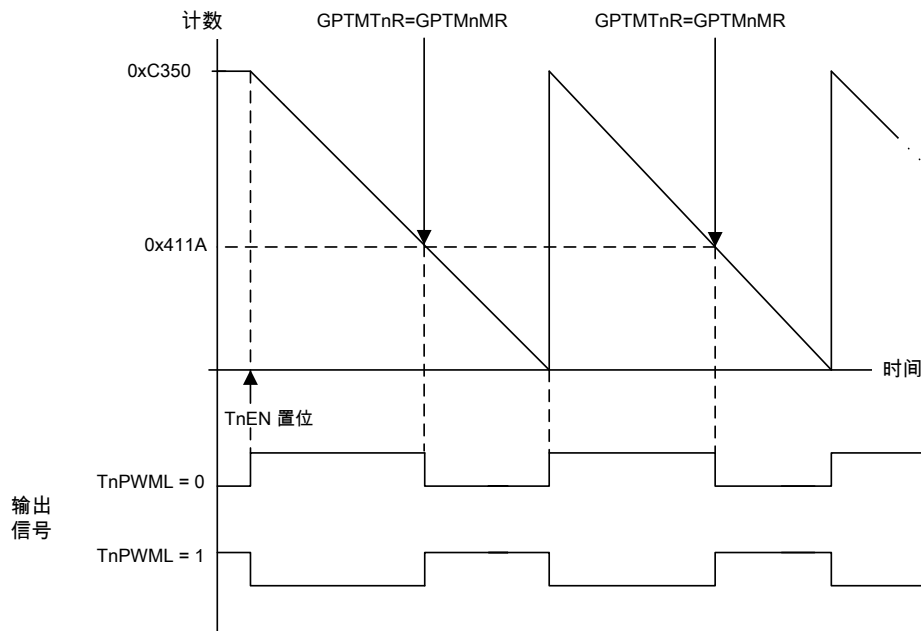 计数
GPTMTnR=GPTMnMR
GPTMTnR=GPTMnMR
0xC350
0x411A
时间
TnEN 置位
TnPWML = 0
输出
信号
TnPWML = 1